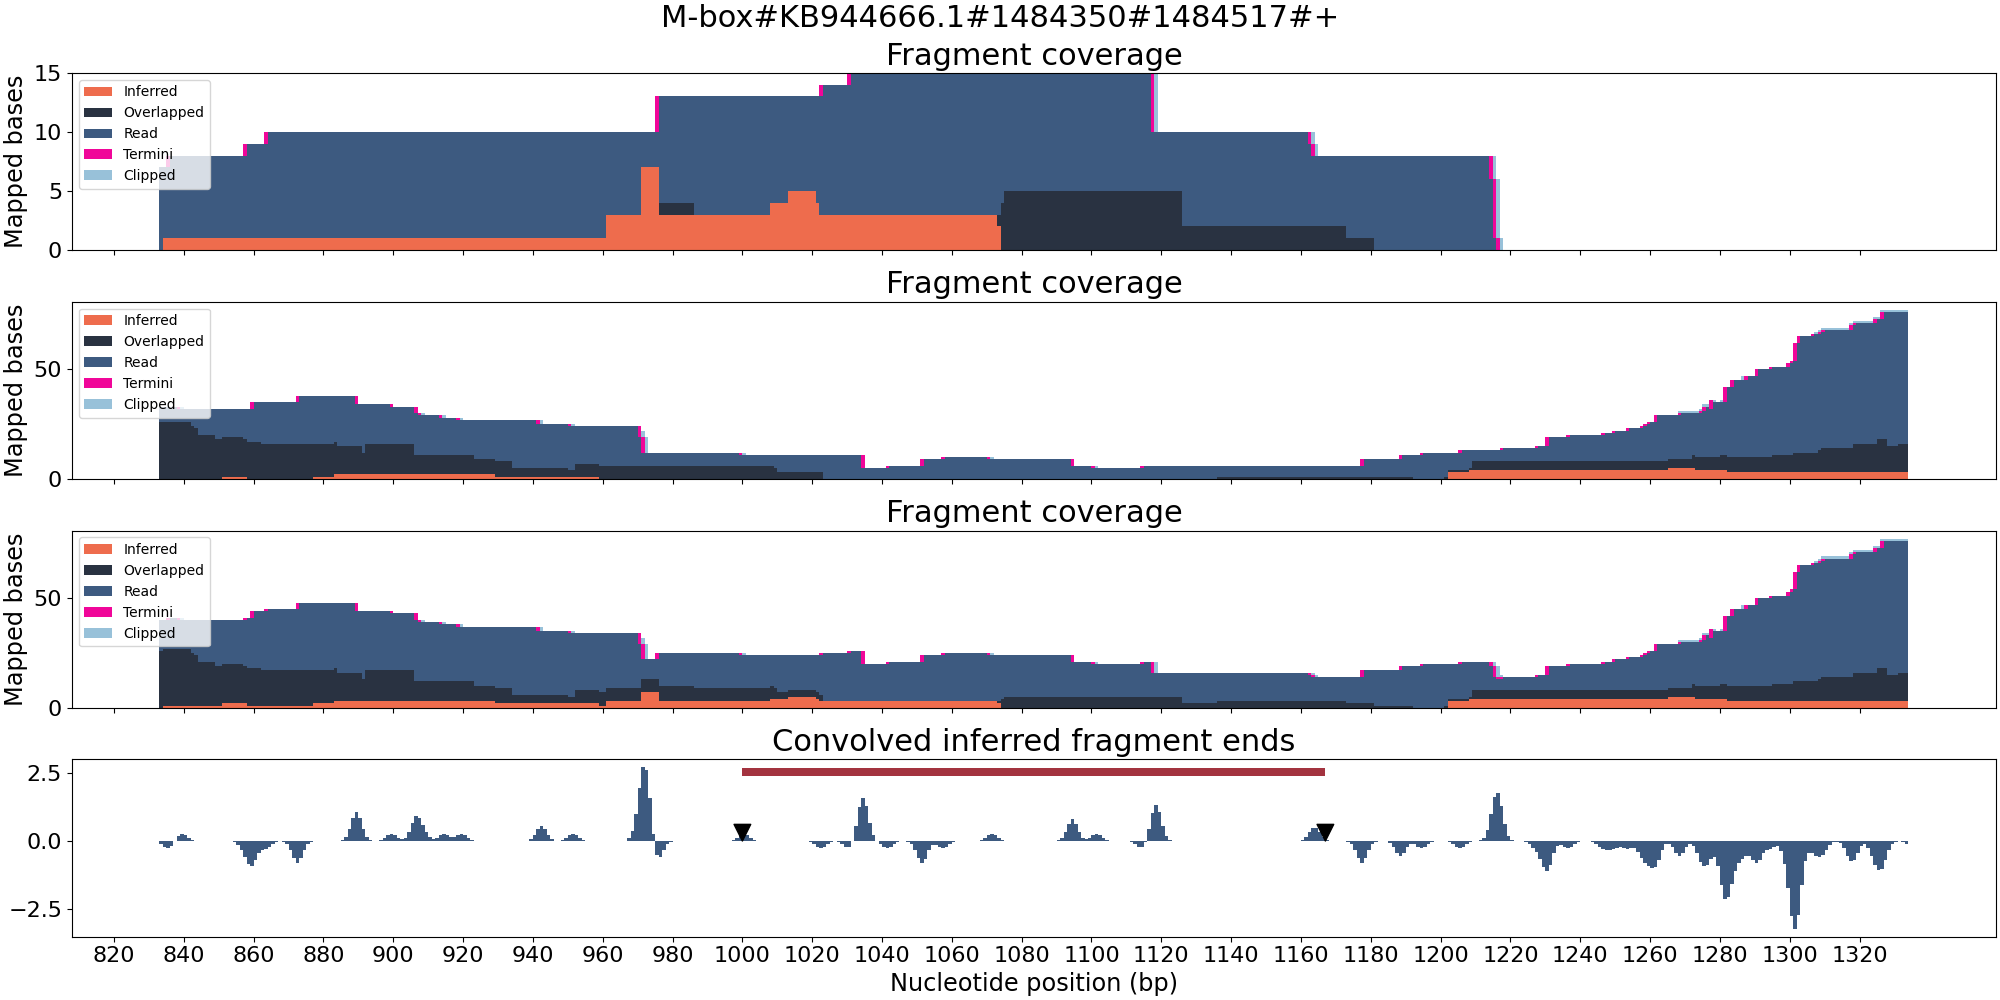 M-box#KB944666.1#1484350#1484517#+
Fragment coverage
Mapped bases
15
10
5
0
Inferred
Overlapped
Read
Termini
Clipped
Fragment coverage
Mapped bases
50
0
Inferred
Overlapped
Read
Termini
Clipped
Fragment coverage
Mapped bases
50
0
Inferred
Overlapped
Read
Termini
Clipped
Convolved inferred fragment ends
2.5
0.0
−2.5
820 840 860 880 900 920 940 960 980 1000 1020 1040 1060 1080 1100 1120 1140 1160 1180 1200 1220 1240 1260 1280 1300 1320
Nucleotide position (bp)